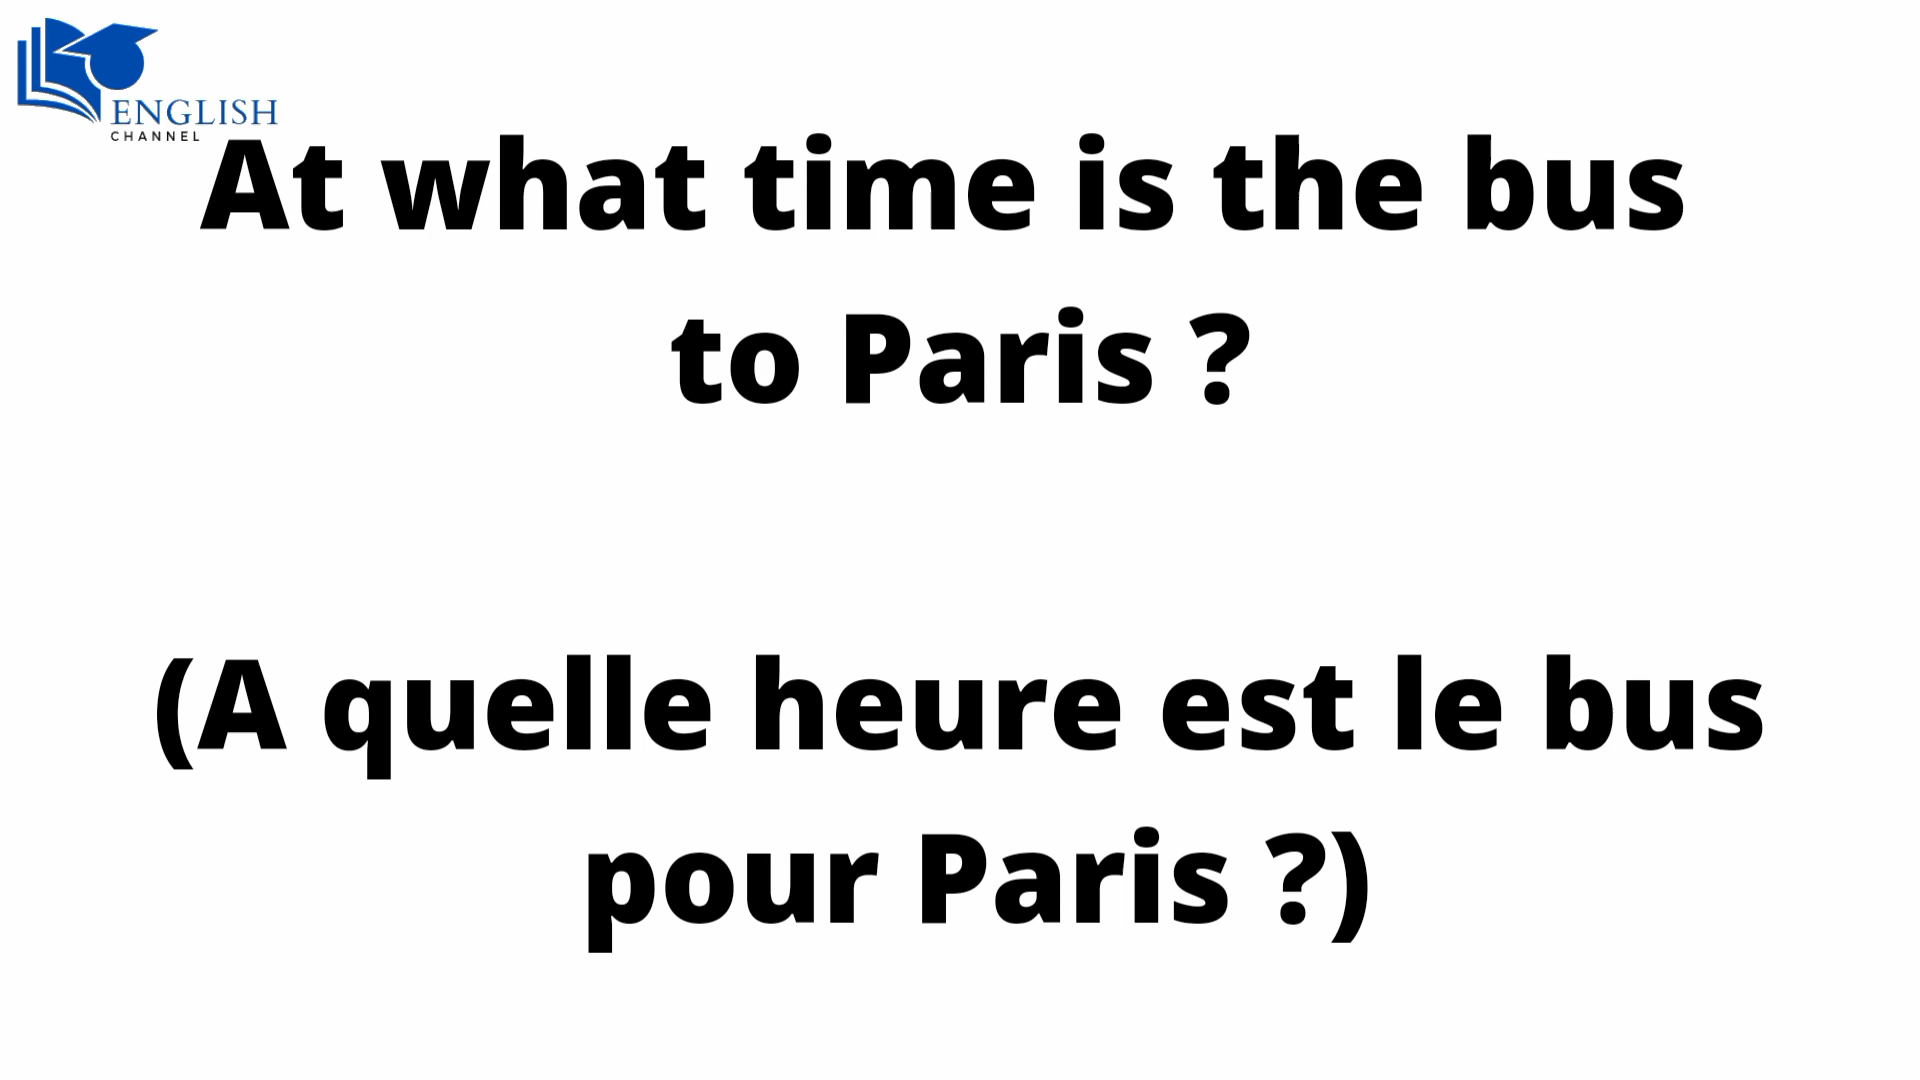 ENGLISH
CHANNEL
At what time is the bus
to Paris ?
(A quelle heure est le bus
pour Paris ?)